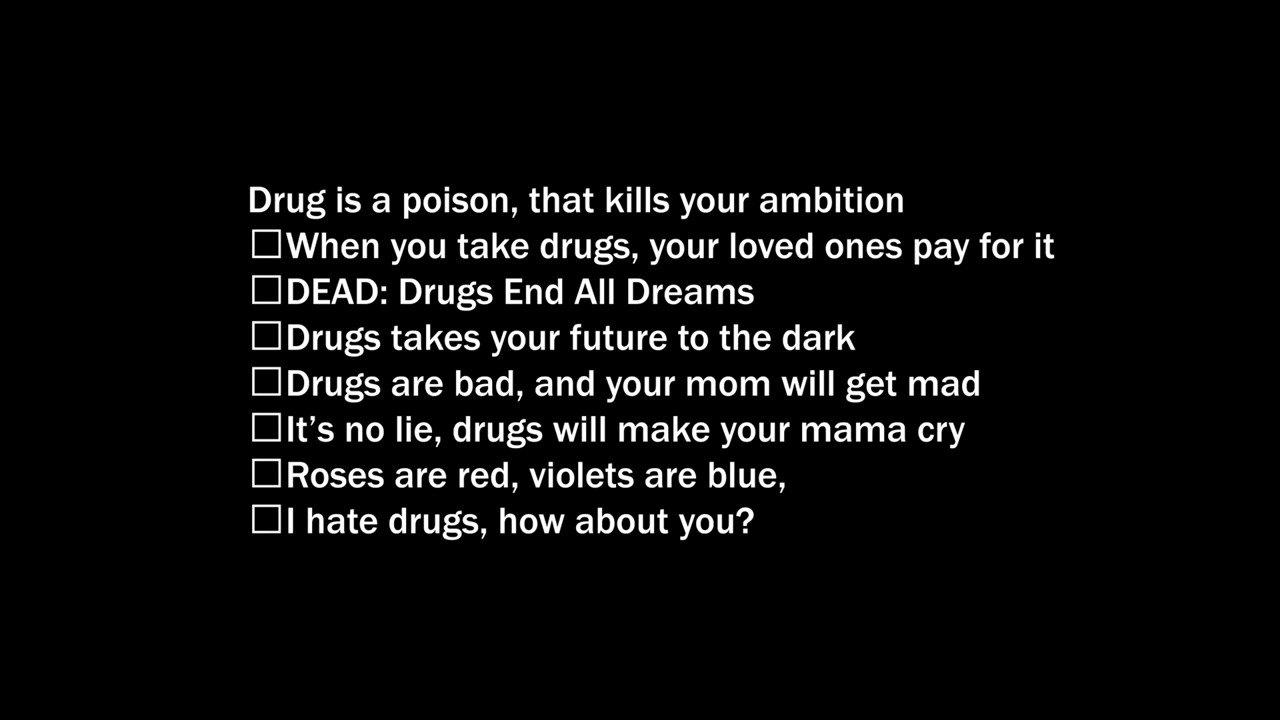 Drug is a poison, that kills your ambition
☐When you take drugs, your loved ones pay for it
☐DEAD: Drugs End All Dreams
☐Drugs takes your future to the dark
☐Drugs are bad, and your mom will get mad
☐It’s no lie, drugs will make your mama cry
☐Roses are red, violets are blue,
☐I hate drugs, how about you?